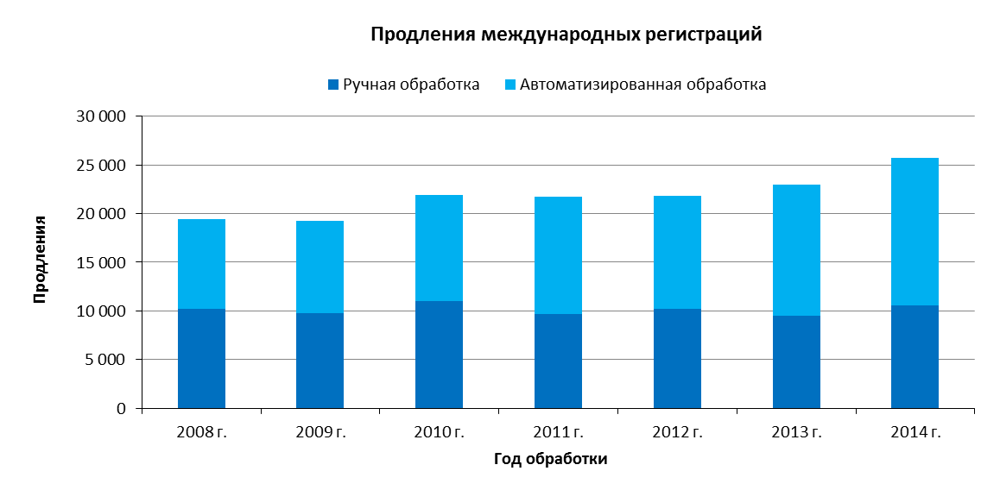 Продления международных регистраций
Ручная обработка Автоматизированная обработка
30 000
25 000
20 000
15 000
10 000
5 000
0
Продления
2008 г. 2009 г. 2010 г. 2011 г. 2012 г. 2013 г. 2014 г.
Год обработки